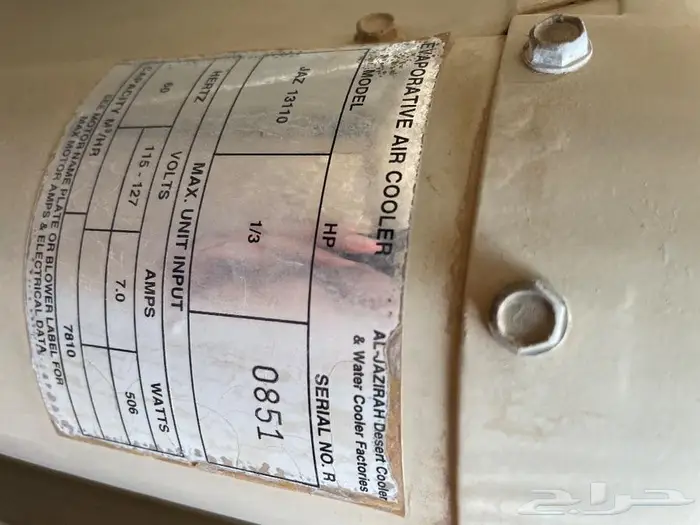 EVAPORATIVE AIR COOLER
AL-JAZIRAH Desert Cooler
& Water Cooler Factories
MODEL
HP
SERIAL NO. R
JAZ 13110
1/3
0851
MAX. UNIT INPUT
HERTZ
VOLTS
AMPS
WATTS
60
115 - 127
7.0
506
CAPACITY M³/HR
7810
SEE MOTOR NAME PLATE OR BLOWER LABEL FOR
MAX MOTOR AMPS & ELECTRICAL DATA
حراج